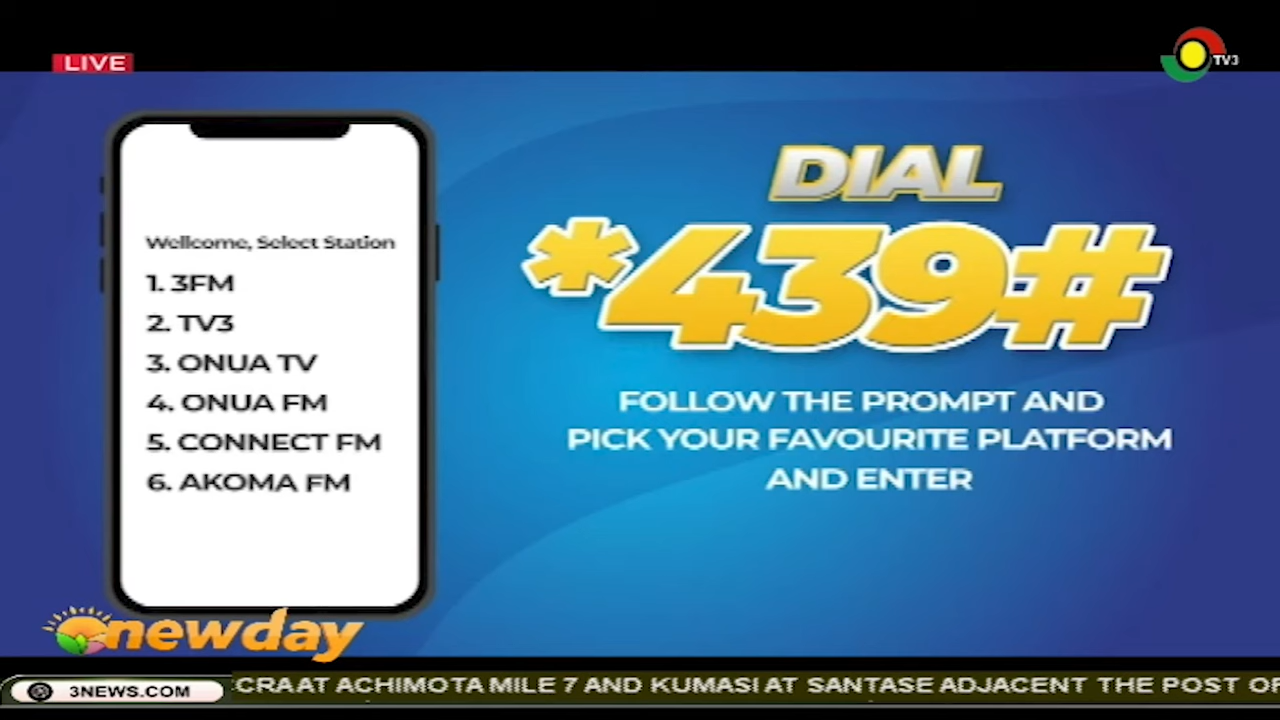 LIVE
TV3
Wellcome, Select Station
1. 3FM
2. TV3
3. ONUA TV
4. ONUA FM
5. CONNECT FM
6. AKOMA FM
DIAL
*439#
FOLLOW THE PROMPT AND
PICK YOUR FAVOURITE PLATFORM
AND ENTER
newday
3NEWS.COM
CRA AT ACHIMOTA MILE 7 AND KUMASI AT SANTASE ADJACENT THE POST OF